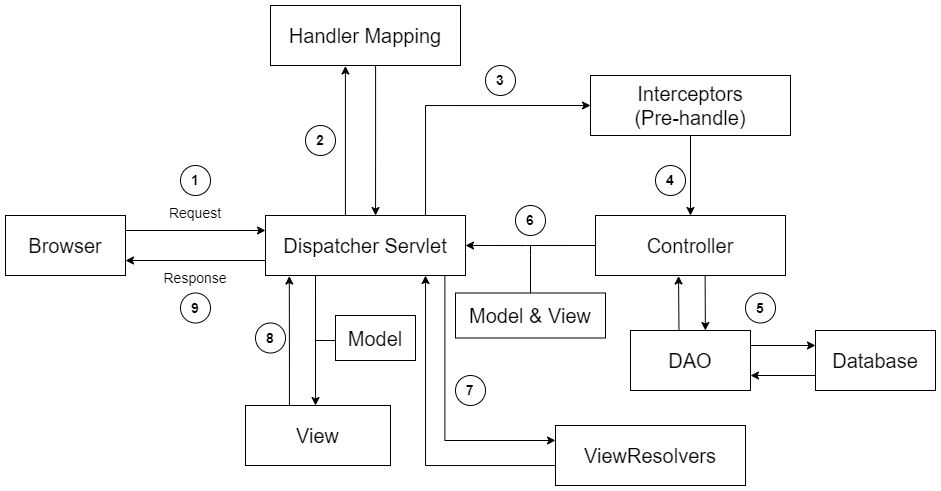 Handler Mapping
3
Interceptors
(Pre-handle)
2
1
4
Request
6
Browser
Dispatcher Servlet
Controller
Response
9
Model & View
5
8
Model
DAO
Database
7
View
ViewResolvers